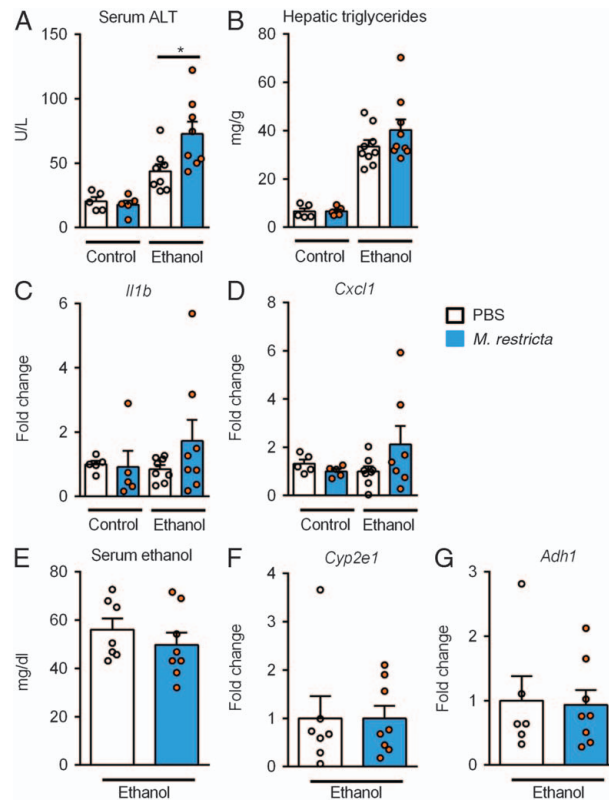 A
Serum ALT
150
100
50
0
U/L
*
Control
Ethanol
B
Hepatic triglycerides
80
60
40
20
0
mg/g
Control
Ethanol
C
Il1b
6
4
2
0
Fold change
Control
Ethanol
D
Cxcl1
8
6
4
2
0
Fold change
Control
Ethanol
PBS
M. restricta
E
Serum ethanol
80
60
40
20
0
mg/dl
Ethanol
F
Cyp2e1
4
3
2
1
0
Fold change
Ethanol
G
Adh1
3
2
1
0
Fold change
Ethanol